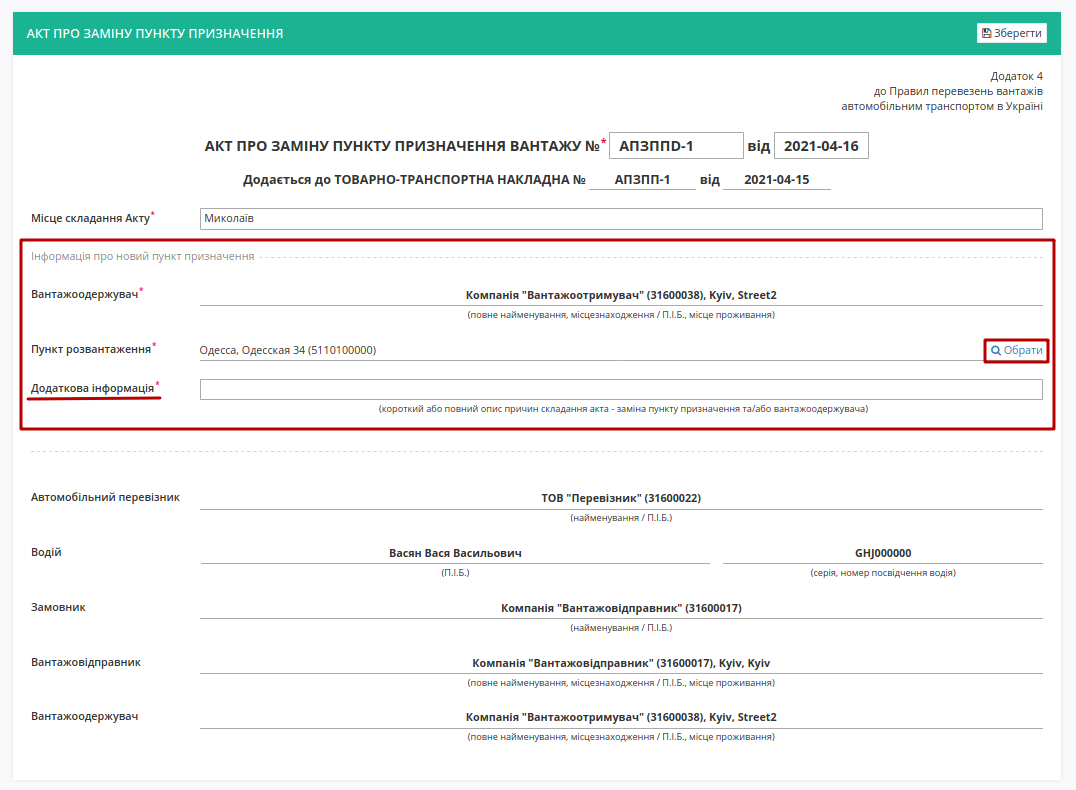 АКТ ПРО ЗАМІНУ ПУНКТУ ПРИЗНАЧЕННЯ
Зберегти
Додаток 4
до Правил перевезень вантажів
автомобільним транспортом в Україні
АКТ ПРО ЗАМІНУ ПУНКТУ ПРИЗНАЧЕННЯ ВАНТАЖУ №* АПЗППD-1 від 2021-04-16
Додається до ТОВАРНО-ТРАНСПОРТНА НАКЛАДНА № АПЗПП-1 від 2021-04-15
Місце складання Акту* Миколаїв
Інформація про новий пункт призначення
Вантажоодержувач* Компанія "Вантажоотримувач" (31600038), Kyiv, Street2
(повне найменування, місцезнаходження / П.І.Б., місце проживання)
Пункт розвантаження* Одесса, Одесская 34 (5110100000) Обрати
Додаткова інформація*
(короткий або повний опис причин складання акта - заміна пункту призначення та/або вантажоодержувача)
Автомобільний перевізник ТОВ "Перевізник" (31600022)
(найменування / П.І.Б.)
Водій Васян Вася Васильович GHJ000000
(П.І.Б.) (серія, номер посвідчення водія)
Замовник Компанія "Вантажовідправник" (31600017)
(найменування / П.І.Б.)
Вантажовідправник Компанія "Вантажовідправник" (31600017), Kyiv, Kyiv
(повне найменування, місцезнаходження / П.І.Б., місце проживання)
Вантажоодержувач Компанія "Вантажоотримувач" (31600038), Kyiv, Street2
(повне найменування, місцезнаходження / П.І.Б., місце проживання)